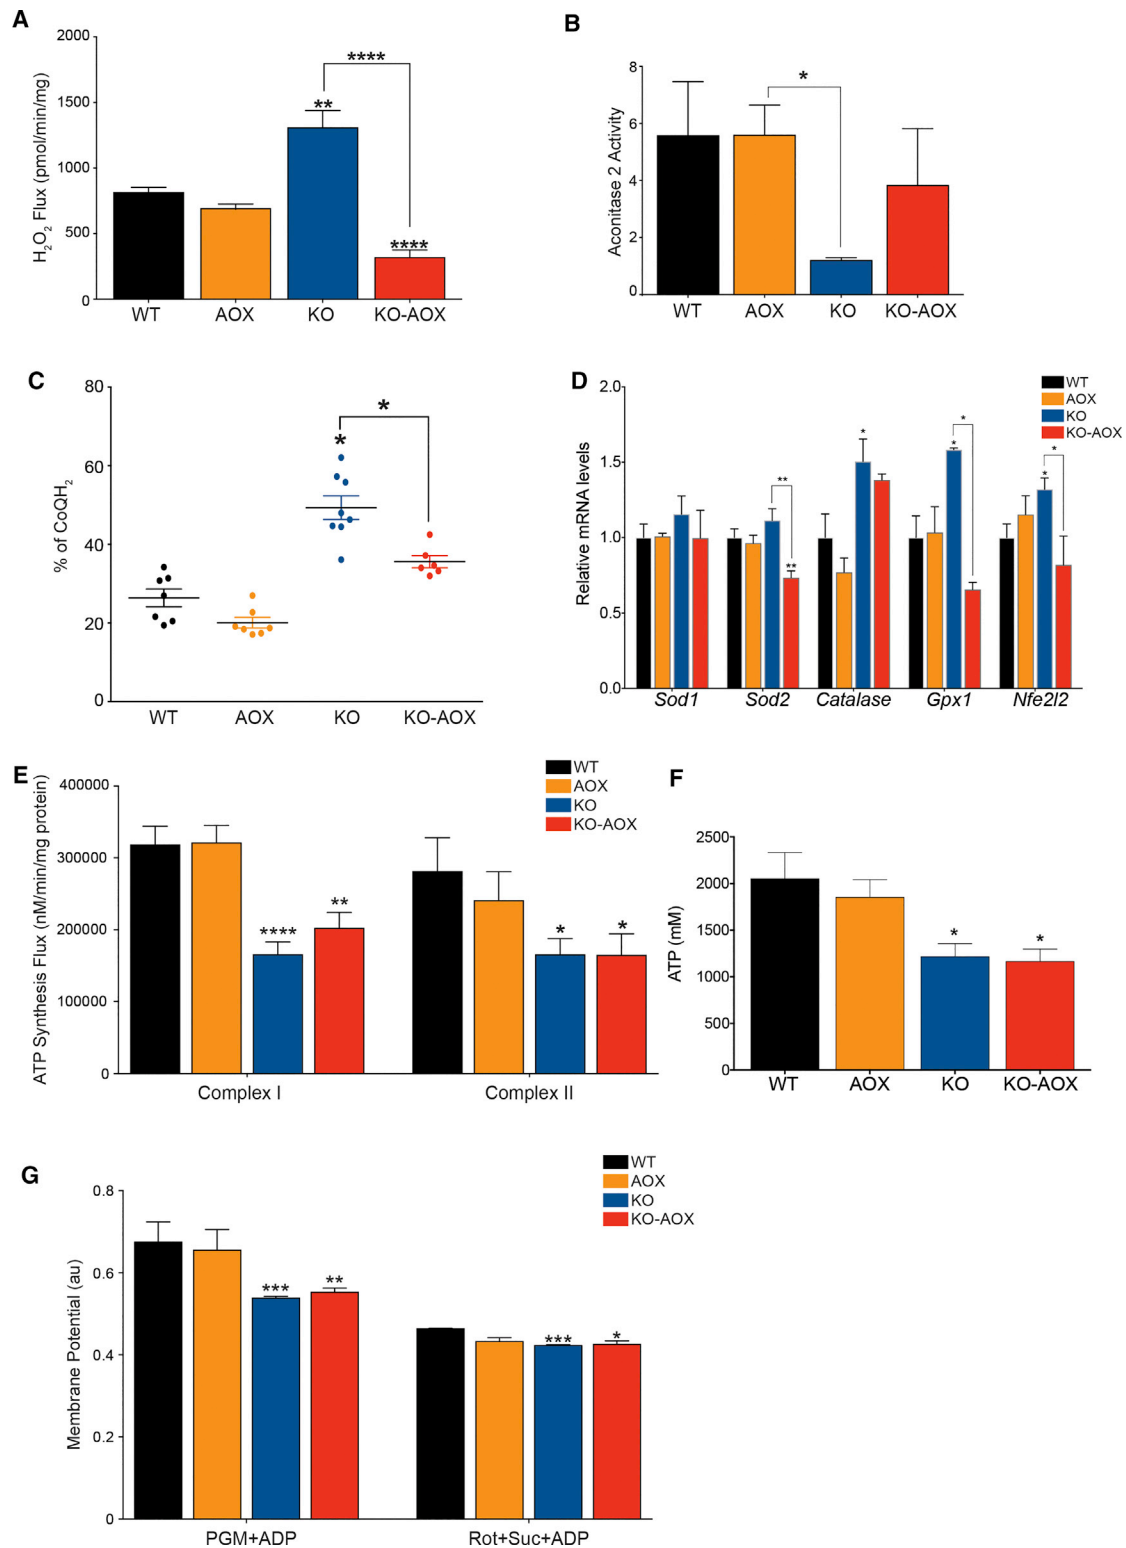 A
H2O2 Flux (pmol/min/mg)
2000
1500
1000
500
0
****
**
****
WT AOX KO KO-AOX
B
Aconitase 2 Activity
8
6
4
2
0
*
WT AOX KO KO-AOX
C
% of CoQH2
80
60
40
20
0
*
*
WT AOX KO KO-AOX
D
Relative mRNA levels
2.0
1.5
1.0
0.5
0.0
WT
AOX
KO
KO-AOX
**
**
*
*
*
*
*
Sod1 Sod2 Catalase Gpx1 Nfe2l2
E
ATP Synthesis Flux (nM/min/mg protein)
400000
300000
200000
100000
0
WT
AOX
KO
KO-AOX
****
**
*
*
Complex I Complex II
F
ATP (mM)
2500
2000
1500
1000
500
0
*
*
WT AOX KO KO-AOX
G
Membrane Potential (au)
0.8
0.6
0.4
0.2
0
WT
AOX
KO
KO-AOX
***
**
***
*
PGM+ADP Rot+Suc+ADP